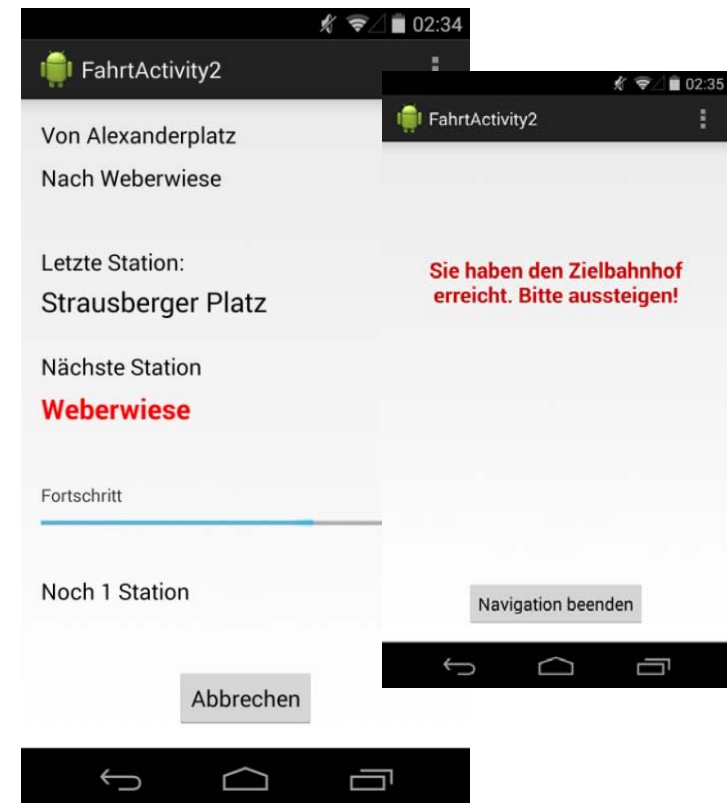 02:34
FahrtActivity2
Von Alexanderplatz
Nach Weberwiese
Letzte Station:
Strausberger Platz
Nächste Station
Weberwiese
Fortschritt
Noch 1 Station
Abbrechen
02:35
FahrtActivity2
Sie haben den Zielbahnhof
erreicht. Bitte aussteigen!
Navigation beenden